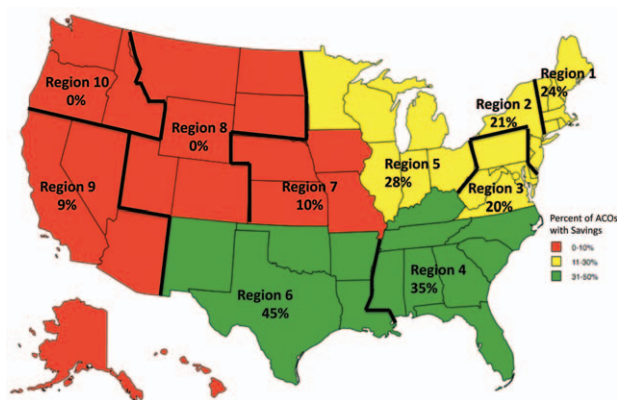 Region 10
0%
Region 8
0%
Region 9
9%
Region 7
10%
Region 5
28%
Region 1
24%
Region 2
21%
Region 3
20%
Region 6
45%
Region 4
35%
Percent of ACOs
with Savings
0-10%
11-30%
31-50%